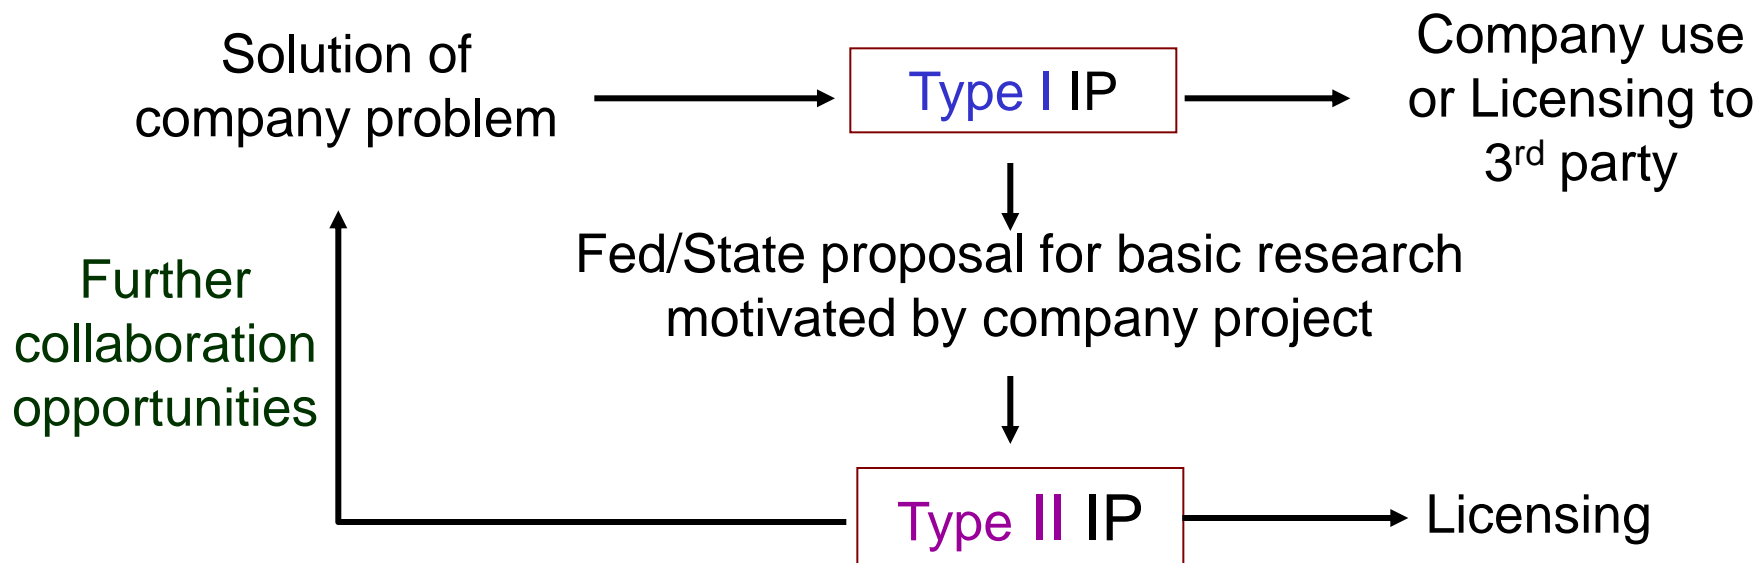 Solution of
company problem
Type I IP
Company use
or Licensing to
3rd party
Fed/State proposal for basic research
motivated by company project
Further
collaboration
opportunities
Type II IP
Licensing